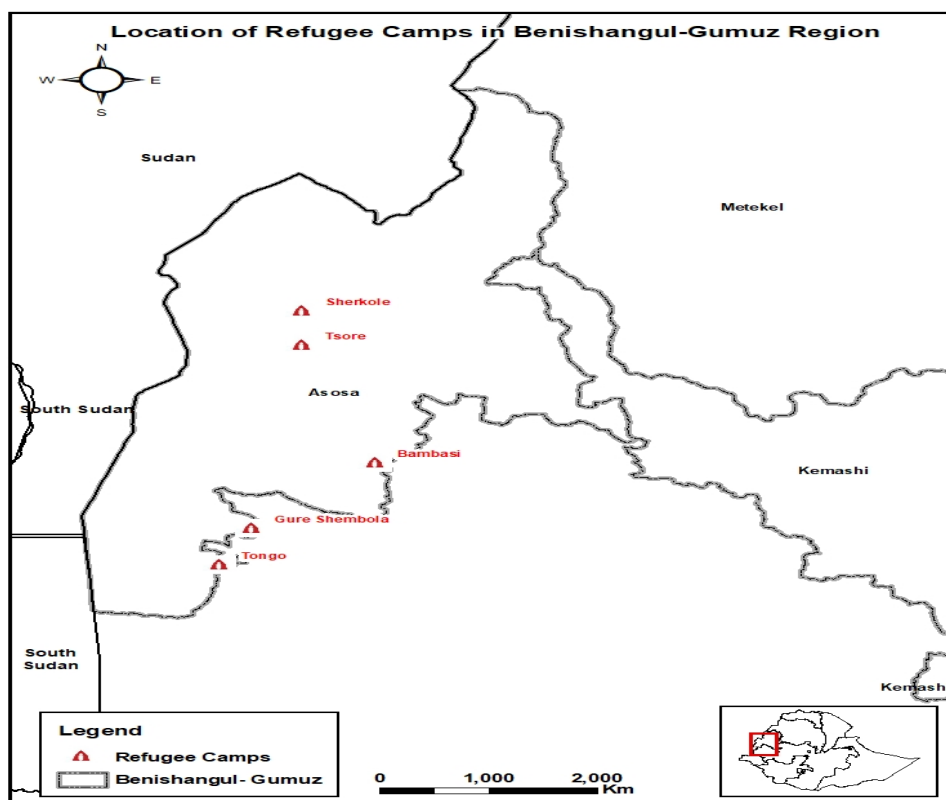 Location of Refugee Camps in Benishangul-Gumuz Region
N
W E
S
Sudan
Metekel
Sherkole
Tsore
Asosa
South Sudan
Bambasi
Kemashi
Gure Shembola
Tongo
South
Sudan
Kemash
Legend
Refugee Camps
Benishangul- Gumuz
0 1,000 2,000
Km